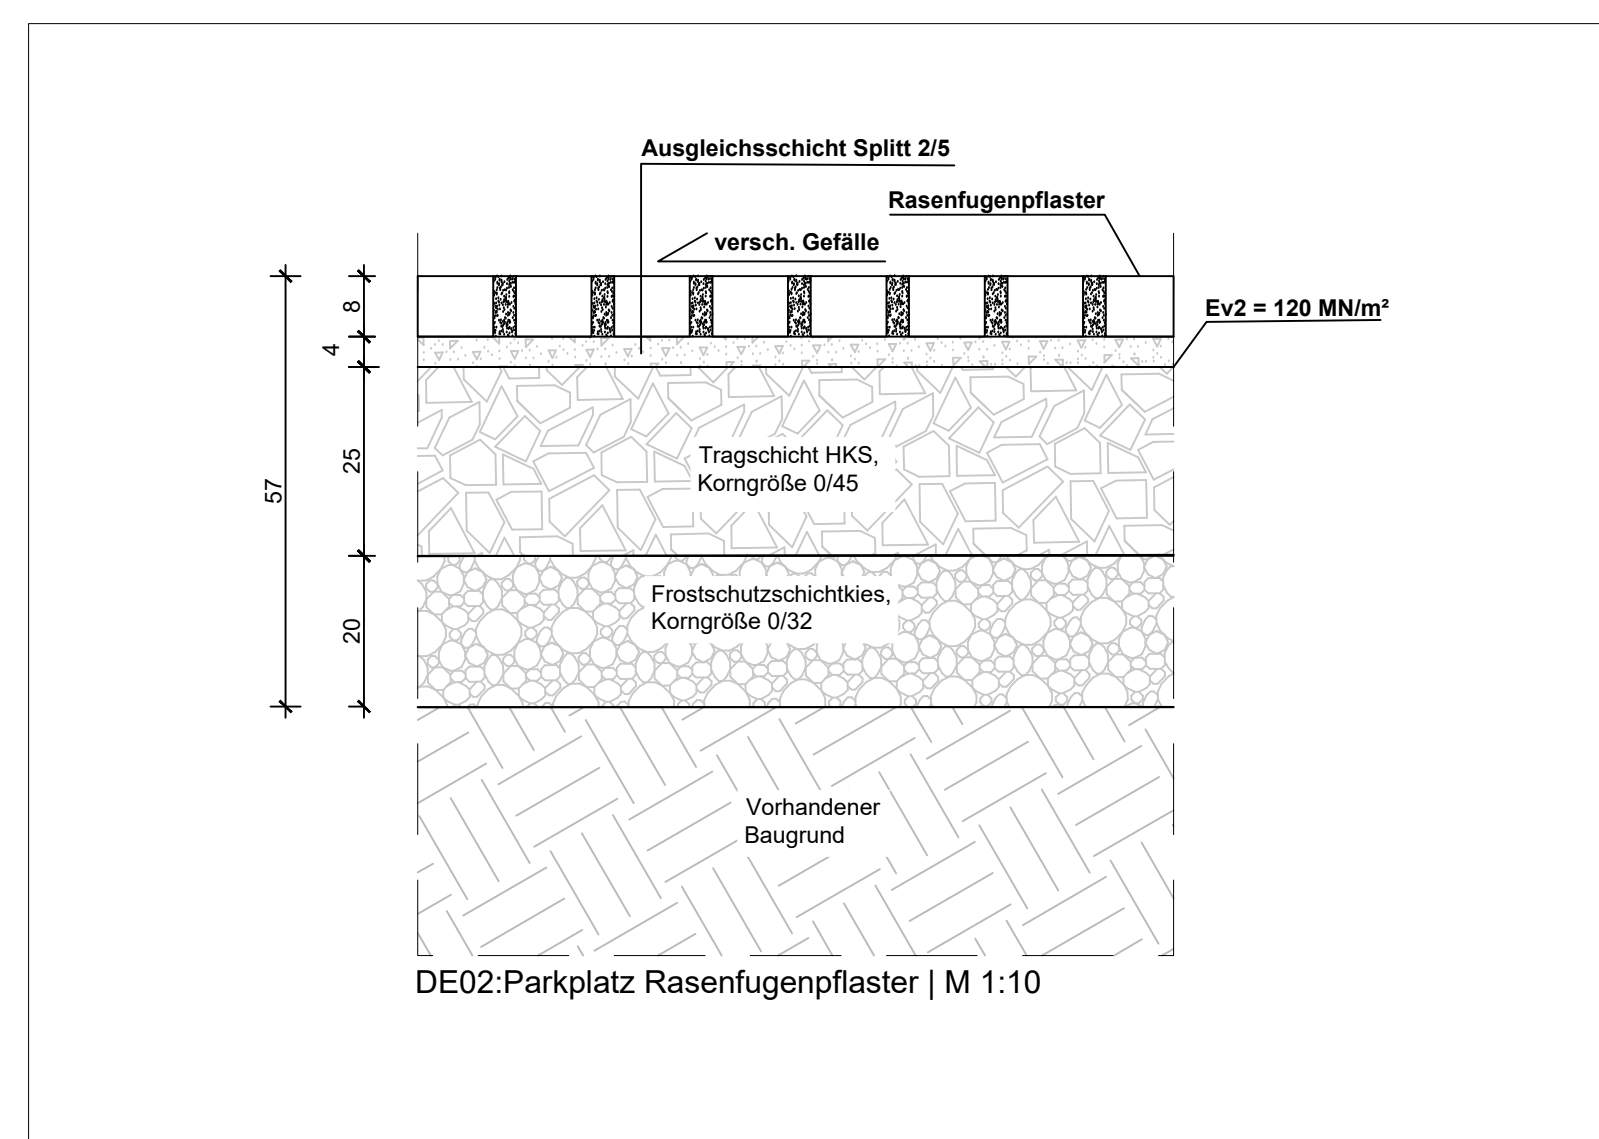 Ausgleichsschicht Splitt 2/5
Rasenfugenpflaster
versch. Gefälle
Ev2 = 120 MN/m²
8
4
25
57
20
Tragschicht HKS,
Korngröße 0/45
Frostschutzschichtkies,
Korngröße 0/32
Vorhandener
Baugrund
DE02:Parkplatz Rasenfugenpflaster | M 1:10